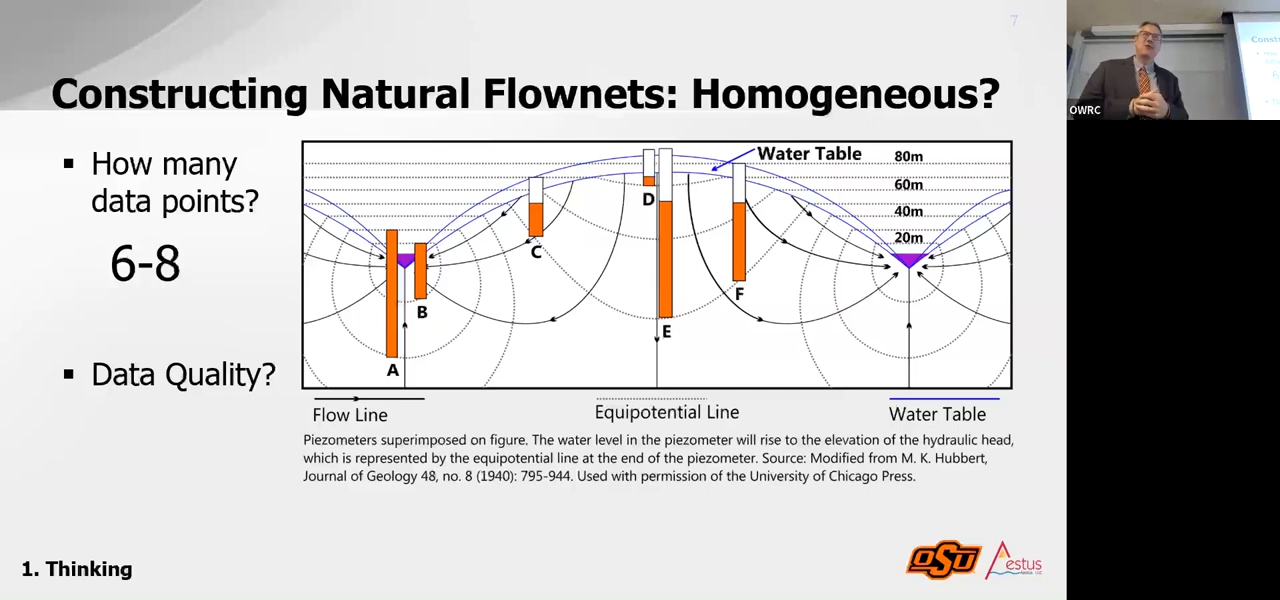 7
Constructing Natural Flownets: Homogeneous?
▪ How many
data points?
6-8
▪ Data Quality?
Water Table
80m
60m
40m
20m
A
B
C
D
E
F
Flow Line
Equipotential Line
Water Table
Piezometers superimposed on figure. The water level in the piezometer will rise to the elevation of the hydraulic head,
which is represented by the equipotential line at the end of the piezometer. Source: Modified from M. K. Hubbert,
Journal of Geology 48, no. 8 (1940): 795-944. Used with permission of the University of Chicago Press.
1. Thinking
OSU
Aestus
OWRC